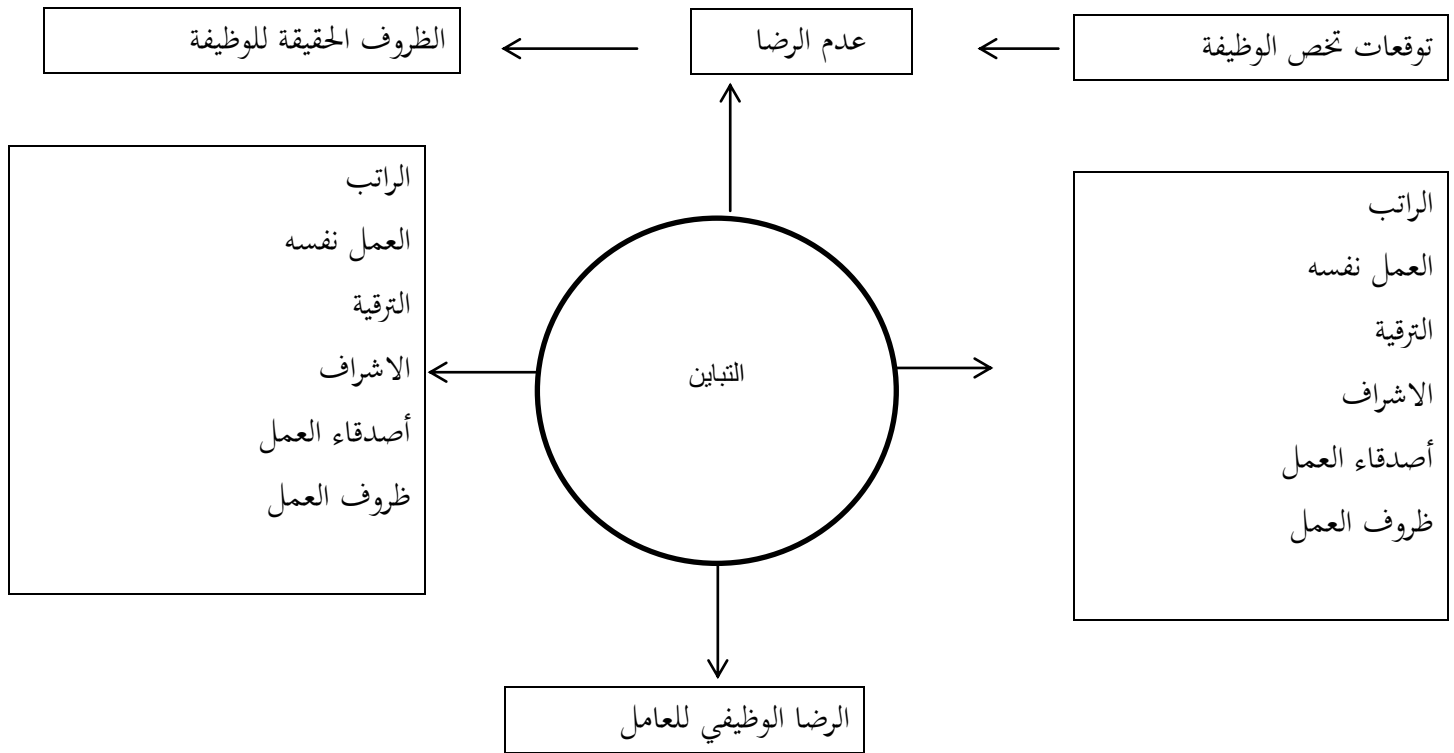 توقعات تخص الوظيفة
عدم الرضا
الظروف الحقيقة للوظيفة
الراتب
العمل نفسه
الترقية
الاشراف
أصدقاء العمل
ظروف العمل
التباين
الراتب
العمل نفسه
الترقية
الاشراف
أصدقاء العمل
ظروف العمل
الرضا الوظيفي للعامل